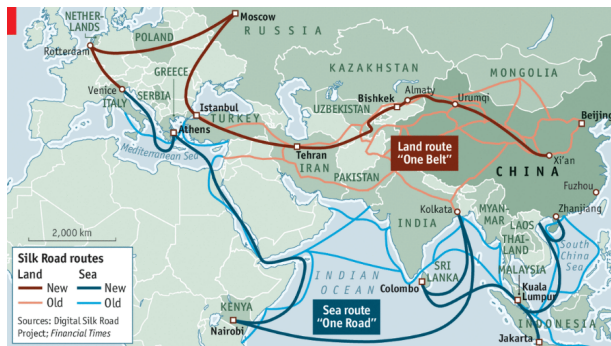 NETHER-
LANDS
Moscow
Rotterdam
POLAND
RUSSIA
KAZAKHSTAN
MONGOLIA
Venice
ITALY
SERBIA
GREECE
Istanbul
TURKEY
Athens
Mediterranean Sea
UZBEKISTAN
Bishkek
Almaty
Urumqi
Beijing
Tehran
IRAN
PAKISTAN
Land route
"One Belt"
Xi'an
CHINA
Fuzhou
Kolkata
INDIA
MYAN-
MAR
LAOS
THAI-
LAND
Zhanjiang
South
China
Sea
2,000 km
Silk Road routes
Land
Sea
New
New
Old
Old
Sources: Digital Silk Road
Project; Financial Times
KENYA
Nairobi
INDIAN
OCEAN
Sea route
"One Road"
SRI
LANKA
Colombo
MALAYSIA
Kuala
Lumpur
INDONESIA
Jakarta